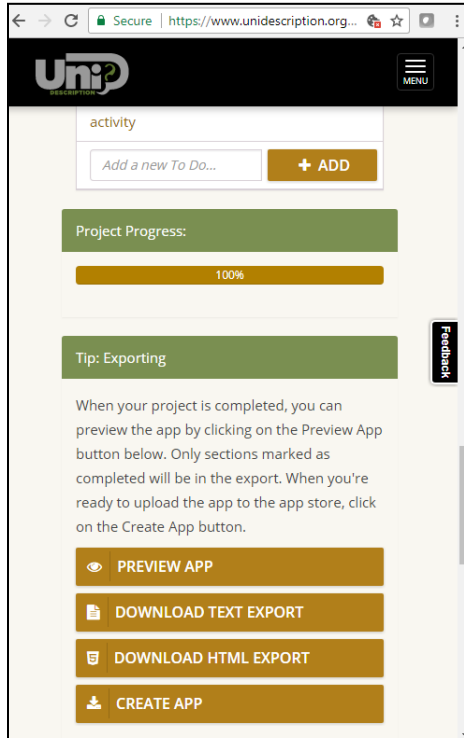 Secure | https://www.unidescription.org...
UniD
DESCRIPTION
MENU
activity
Add a new To Do...
+ ADD
Project Progress:
100%
Feedback
Tip: Exporting
When your project is completed, you can
preview the app by clicking on the Preview App
button below. Only sections marked as
completed will be in the export. When you're
ready to upload the app to the app store, click
on the Create App button.
PREVIEW APP
DOWNLOAD TEXT EXPORT
DOWNLOAD HTML EXPORT
CREATE APP